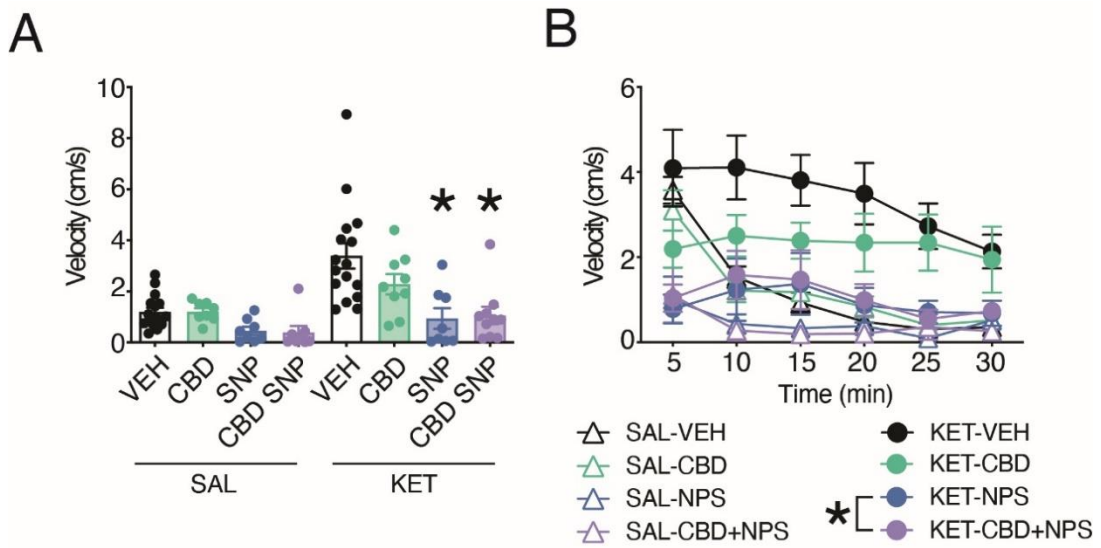 A
Velocity (cm/s)
10
8
6
4
2
0
* *
VEH CBD SNP CBD SNP VEH CBD SNP CBD SNP
SAL KET
B
Velocity (cm/s)
6
4
2
0
5 10 15 20 25 30
Time (min)
SAL-VEH
SAL-CBD
SAL-NPS
SAL-CBD+NPS
KET-VEH
KET-CBD
* KET-NPS
KET-CBD+NPS